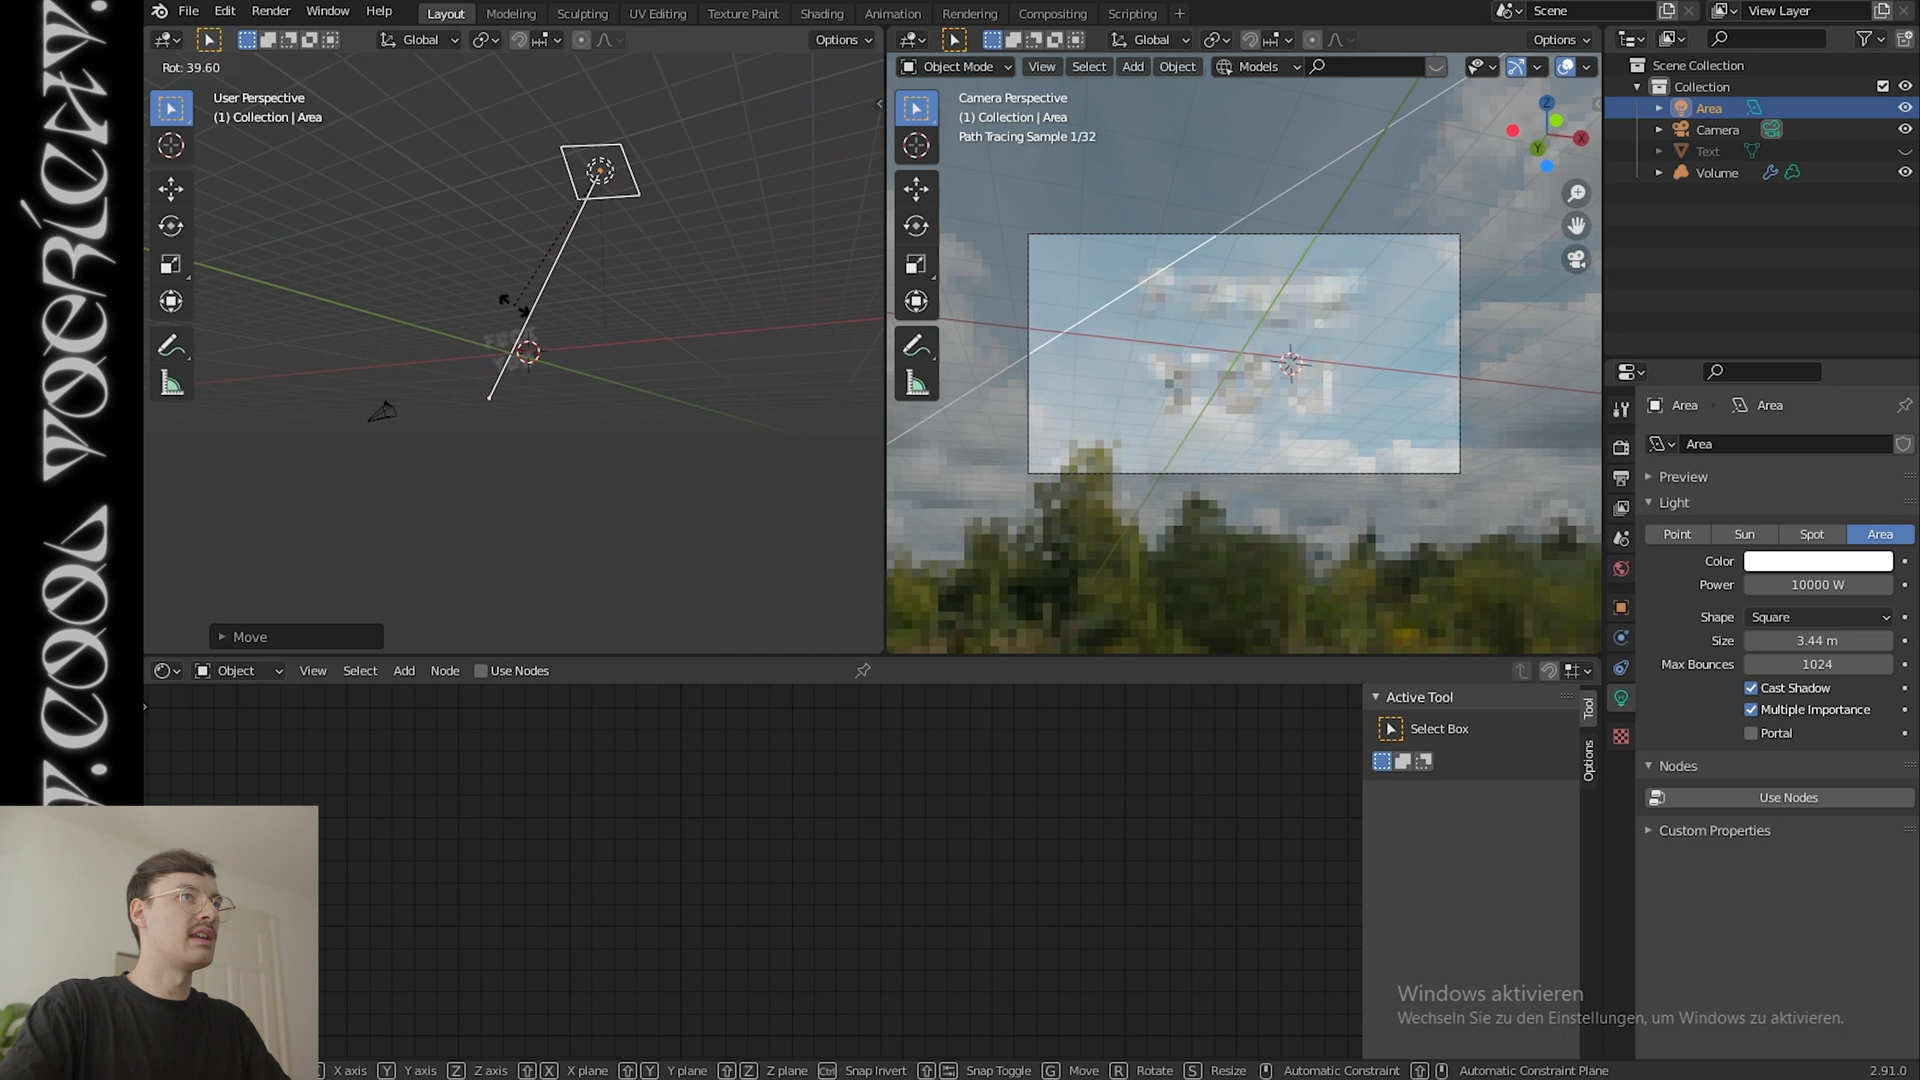 File Edit Render Window Help Layout Modeling Sculpting UV Editing Texture Paint Shading Animation Rendering Compositing Scripting +
Scene View Layer
Global Options
Global Options
Rot: 39.60
Object Mode View Select Add Object Models
User Perspective
(1) Collection | Area
Camera Perspective
(1) Collection | Area
Path Tracing Sample 1/32
Z
X
Y
Scene Collection
Collection
Area
Camera
Text
Volume
Move
Area Area
Area
Preview
Light
Point Sun Spot Area
Color
Power 10000 W
Shape Square
Size 3.44 m
Max Bounces 1024
Cast Shadow
Multiple Importance
Portal
Nodes
Use Nodes
Custom Properties
Object View Select Add Node Use Nodes
Active Tool
Select Box
Tool
Options
Windows aktivieren
Wechseln Sie zu den Einstellungen, um Windows zu aktivieren.
X axis Y Y axis Z Z axis X X plane Y Y plane Z Z plane Ctrl Snap Invert Snap Toggle G Move R Rotate S Resize Automatic Constraint Automatic Constraint Plane
2.91.0